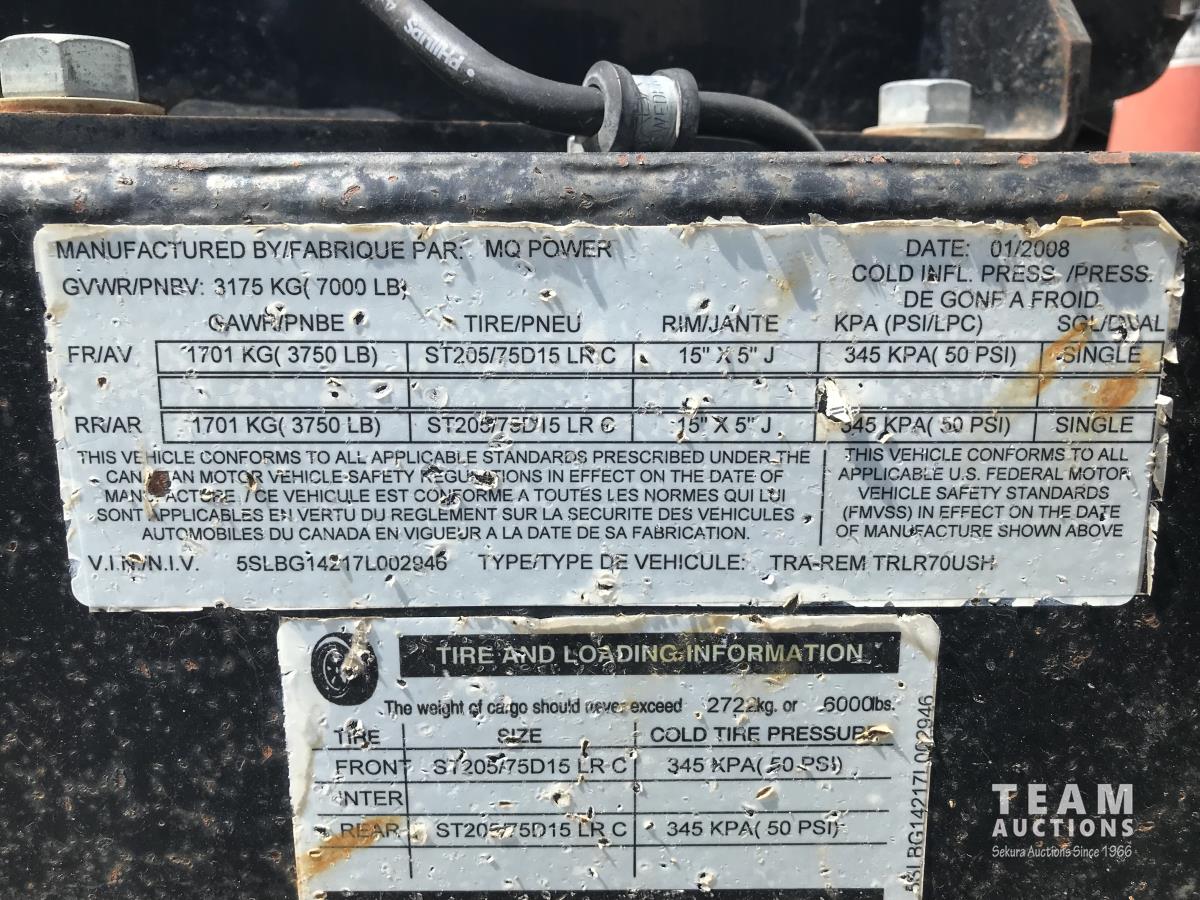 PHILLIPS
MANUFACTURED BY/FABRIQUE PAR: MQ POWER
DATE: 01/2008
GVWR/PNBV: 3175 KG( 7000 LB)
COLD INFL. PRESS. /PRESS.
DE GONF A FROID
GAWR/PNBE TIRE/PNEU RIM/JANTE KPA (PSI/LPC) SGL/DUAL
FR/AV 1701 KG( 3750 LB) ST205/75D15 LR C 15" X 5" J 345 KPA( 50 PSI) SINGLE
RR/AR 1701 KG( 3750 LB) ST205/75D15 LR C 15" X 5" J 345 KPA( 50 PSI) SINGLE
THIS VEHICLE CONFORMS TO ALL APPLICABLE STANDARDS PRESCRIBED UNDER THE
CANADIAN MOTOR VEHICLE SAFETY REGULATIONS IN EFFECT ON THE DATE OF
MANUFACTURE / CE VEHICULE EST CONFORME A TOUTES LES NORMES QUI LUI
SONT APPLICABLES EN VERTU DU REGLEMENT SUR LA SECURITE DES VEHICULES
AUTOMOBILES DU CANADA EN VIGUEUR A LA DATE DE SA FABRICATION.
THIS VEHICLE CONFORMS TO ALL
APPLICABLE U.S. FEDERAL MOTOR
VEHICLE SAFETY STANDARDS
(FMVSS) IN EFFECT ON THE DATE
OF MANUFACTURE SHOWN ABOVE
V.I.N/N.I.V. 5SLBG14217L002946 TYPE/TYPE DE VEHICULE: TRA-REM TRLR70USH
TIRE AND LOADING INFORMATION
The weight of cargo should never exceed 2722kg. or 6000lbs.
TIRE SIZE COLD TIRE PRESSURE
FRONT ST205/75D15 LR C 345 KPA( 50 PSI)
INTER
REAR ST205/75D15 LR C 345 KPA( 50 PSI)
5SLBG14217L002946
TEAM
AUCTIONS
Sekura Auctions Since 1966